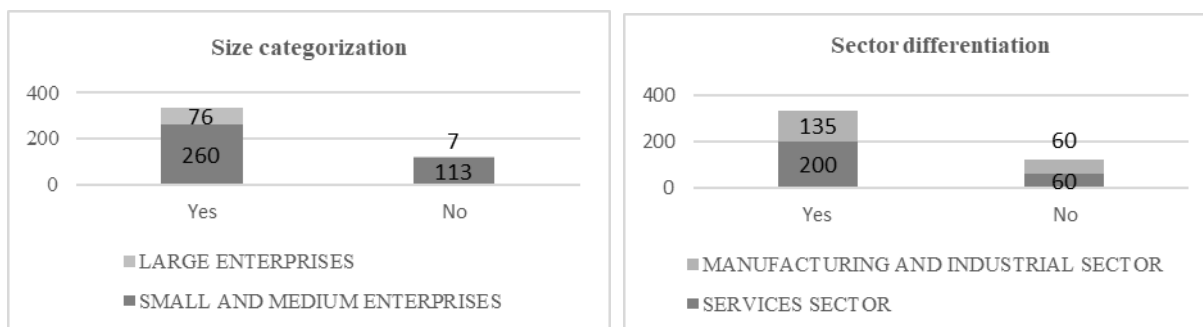 Size categorization
400
200
0
76
260
7
113
Yes
No
LARGE ENTERPRISES
SMALL AND MEDIUM ENTERPRISES
Sector differentiation
400
200
0
135
200
60
60
Yes
No
MANUFACTURING AND INDUSTRIAL SECTOR
SERVICES SECTOR